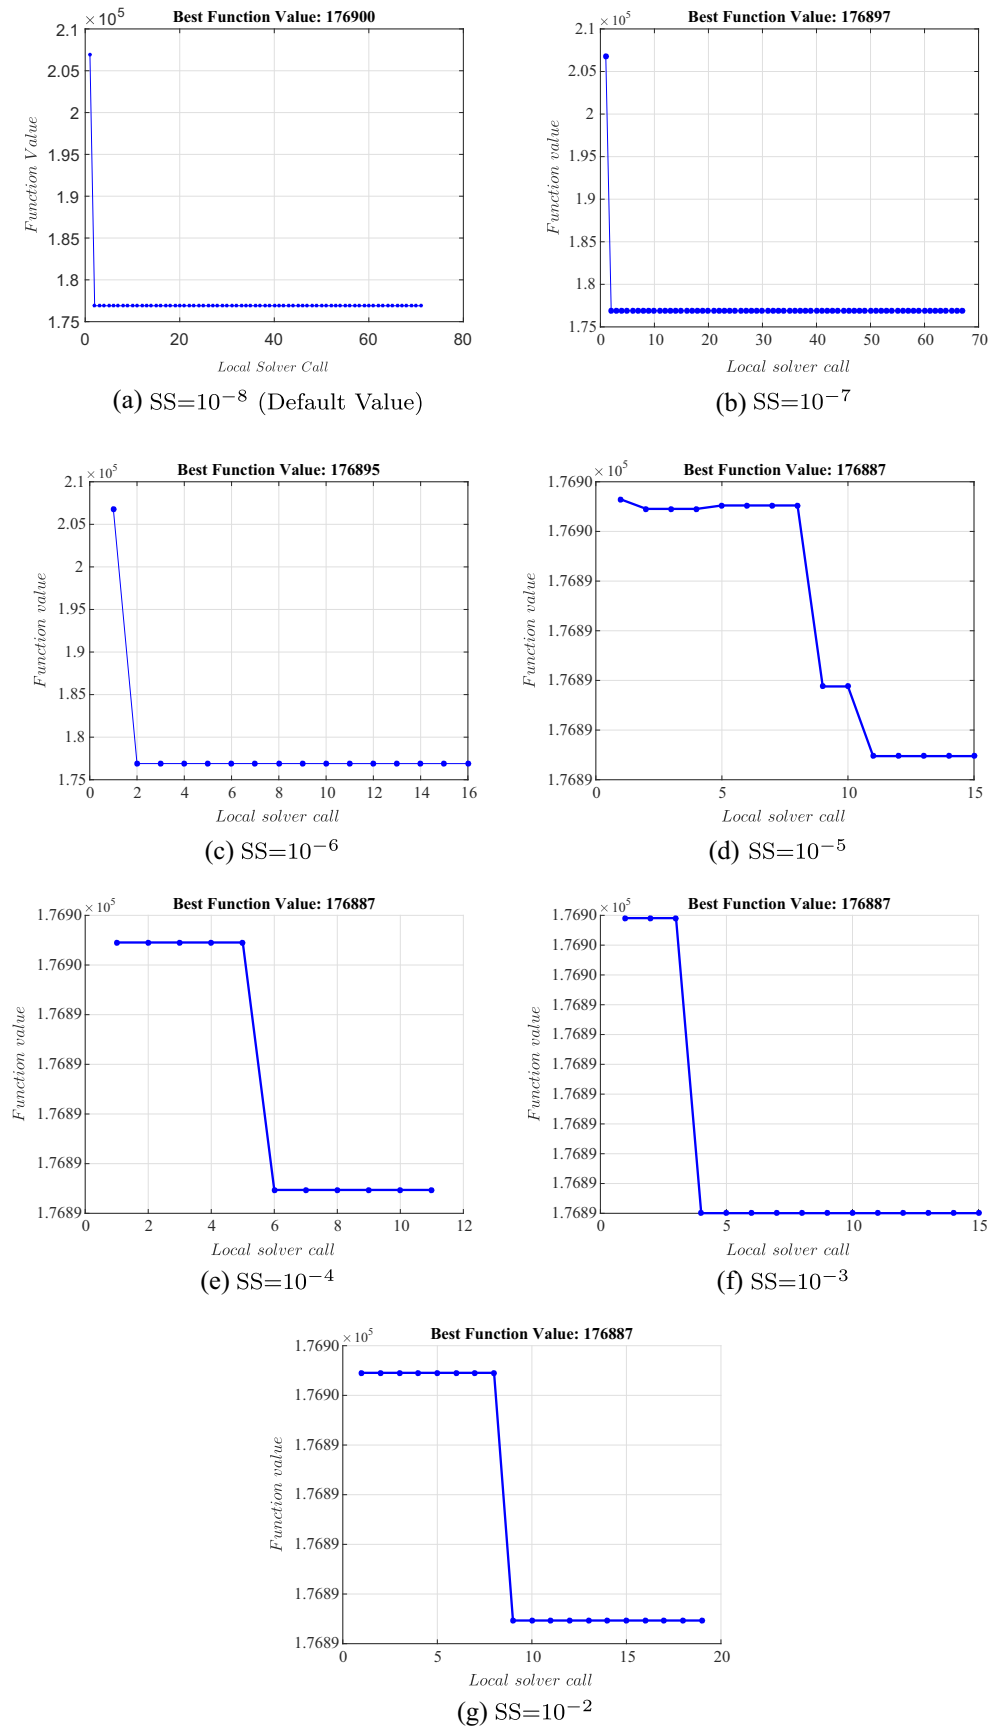 Best Function Value: 176900
×10^5
2.1
2.05
2
1.95
1.9
1.85
1.8
1.75
Function Value
0 20 40 60 80
Local Solver Call
(a) SS=10^−8 (Default Value)
Best Function Value: 176897
×10^5
2.1
2.05
2
1.95
1.9
1.85
1.8
1.75
Function value
0 10 20 30 40 50 60 70
Local solver call
(b) SS=10^−7
Best Function Value: 176895
×10^5
2.1
2.05
2
1.95
1.9
1.85
1.8
1.75
Function value
0 2 4 6 8 10 12 14 16
Local solver call
(c) SS=10^−6
Best Function Value: 176887
×10^5
1.7690
1.7690
1.7689
1.7689
1.7689
1.7689
1.7689
Function value
0 5 10 15
Local solver call
(d) SS=10^−5
Best Function Value: 176887
×10^5
1.7690
1.7690
1.7689
1.7689
1.7689
1.7689
1.7689
Function value
0 2 4 6 8 10 12
Local solver call
(e) SS=10^−4
Best Function Value: 176887
×10^5
1.7690
1.7690
1.7690
1.7689
1.7689
1.7689
1.7689
1.7689
1.7689
1.7689
1.7689
Function value
0 5 10 15
Local solver call
(f) SS=10^−3
Best Function Value: 176887
×10^5
1.7690
1.7690
1.7689
1.7689
1.7689
1.7689
1.7689
Function value
0 5 10 15 20
Local solver call
(g) SS=10^−2